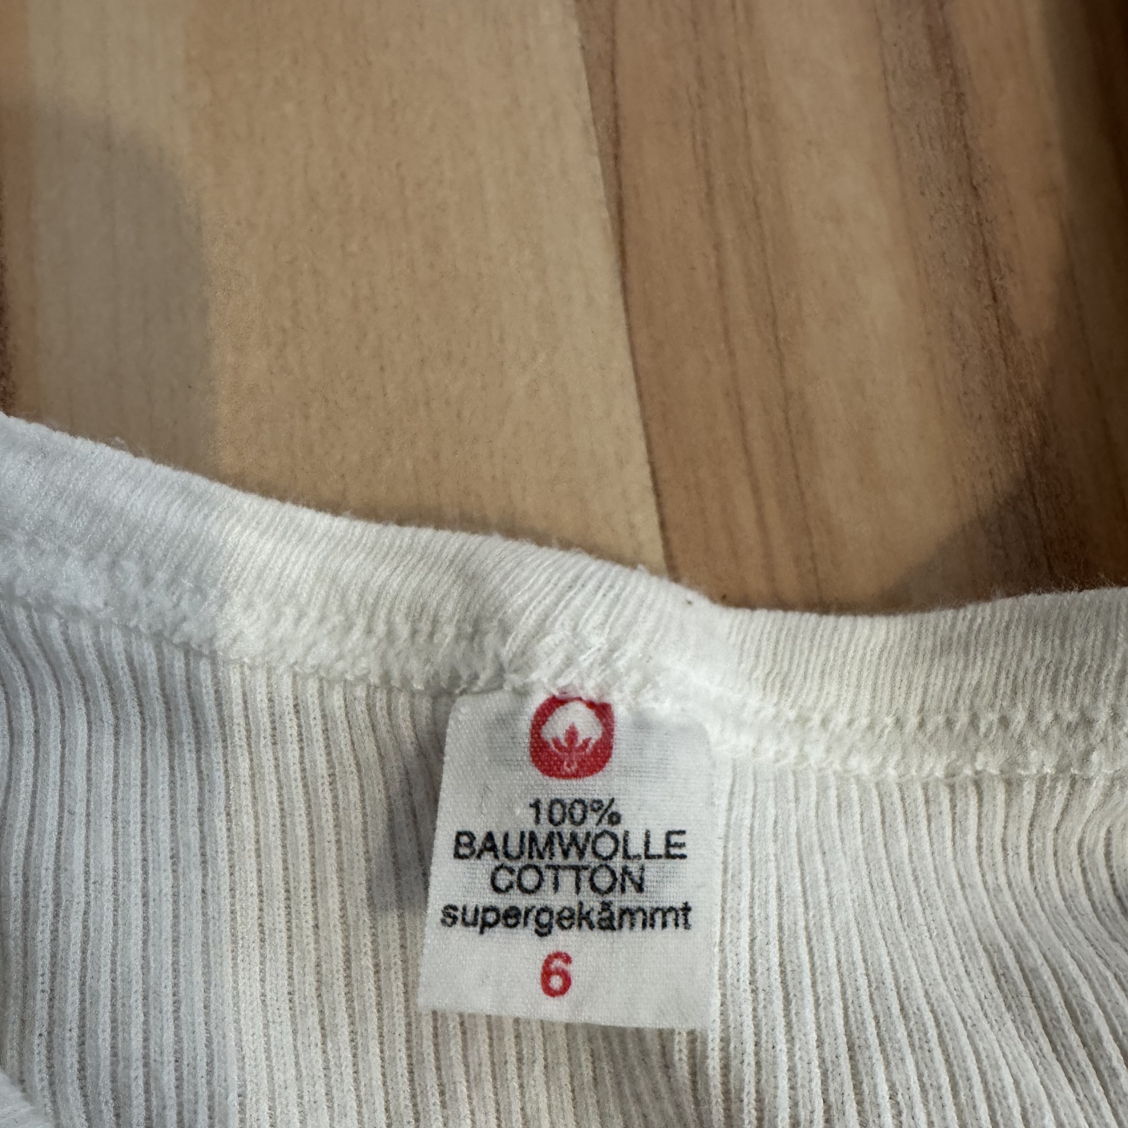 100%
BAUMWOLLE
COTTON
supergekämmt
6